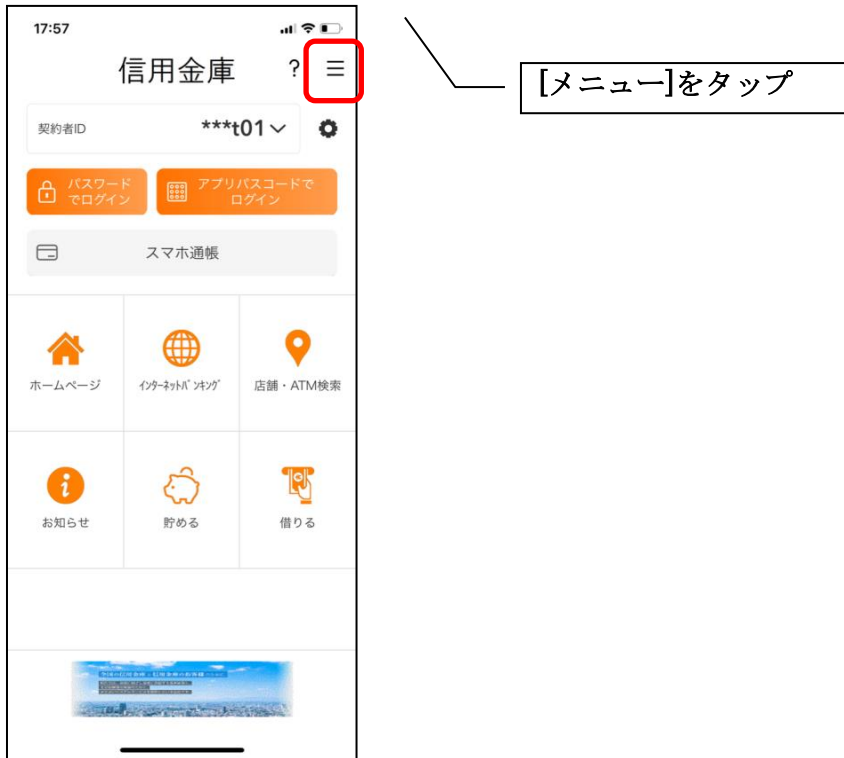 17:57
信用金庫 ? ☰
[メニュー]をタップ
契約者ID ***t01
パスワード
でログイン
アプリパスコードで
ログイン
スマホ通帳
ホームページ
ｲﾝﾀｰﾈｯﾄﾊﾞﾝｷﾝｸﾞ
店舗・ATM検索
お知らせ
貯める
借りる